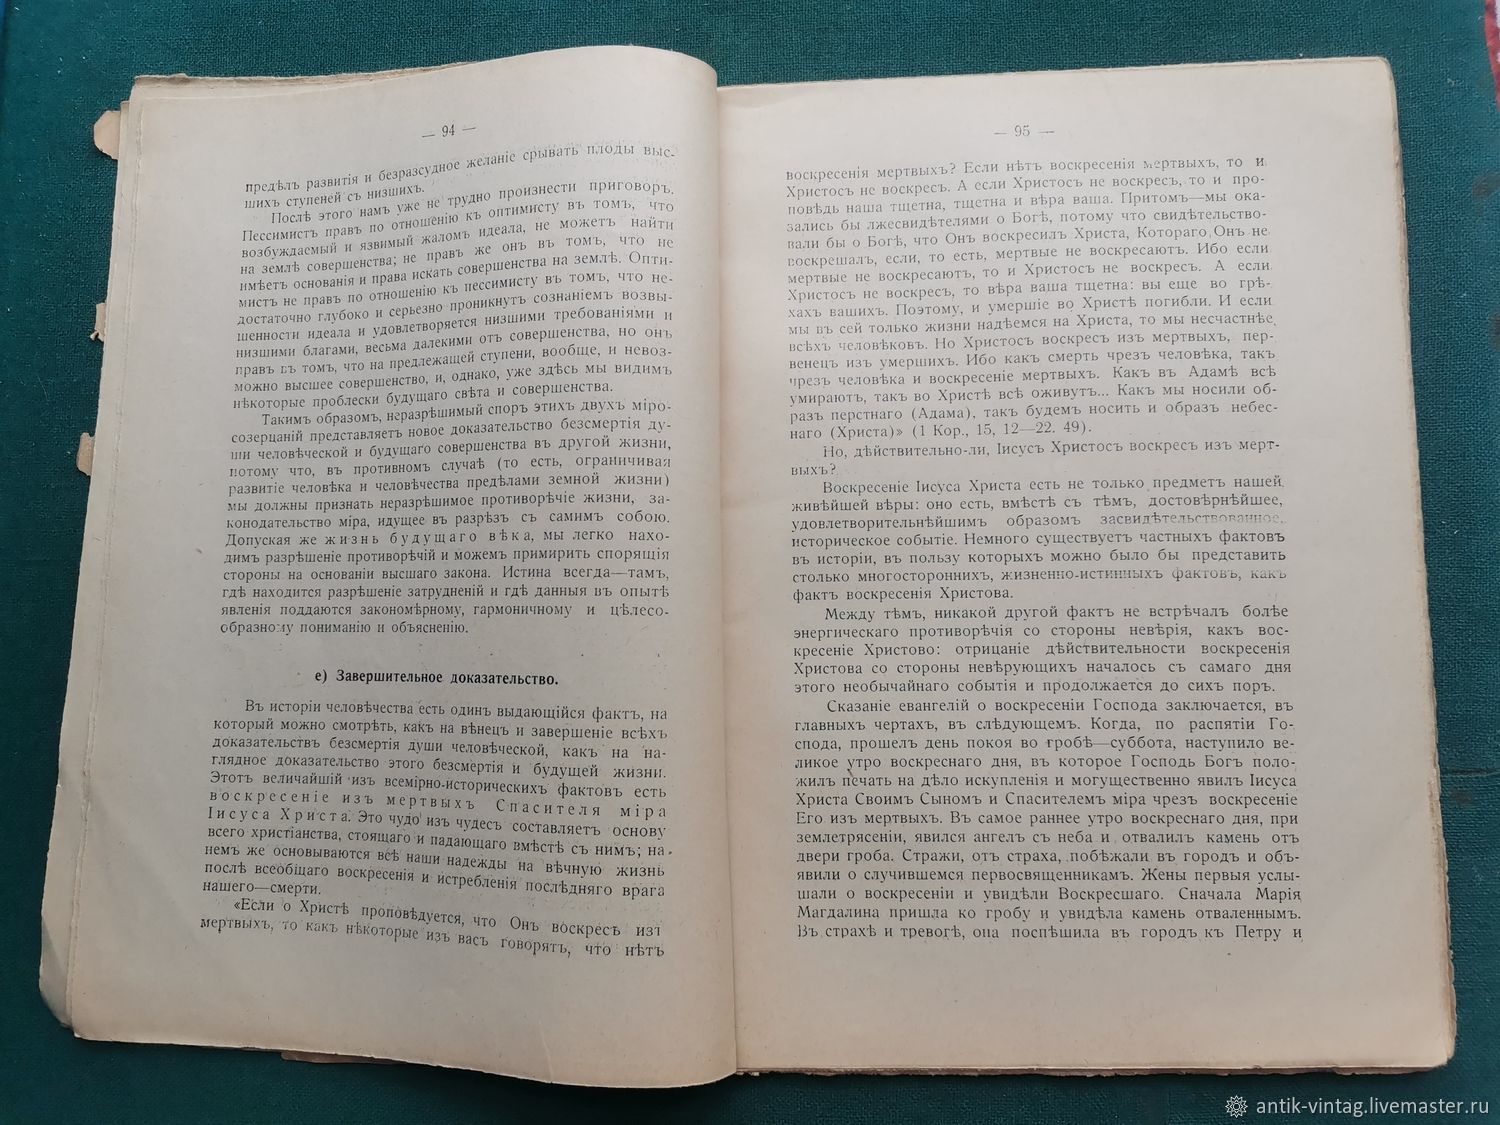 — 94 —
предѣлъ развитія и безразсудное желаніе срывать плоды выс-
шихъ ступеней съ низшихъ.
Послѣ этого намъ уже не трудно произнести приговоръ.
Пессимистъ правъ по отношенію къ оптимисту въ томъ, что
возбуждаемый и язвимый жаломъ идеала, не можетъ найти
на землѣ совершенства; не правъ же онъ въ томъ, что не
имѣетъ основанія и права искать совершенства на землѣ. Опти-
мистъ не правъ по отношенію къ пессимисту въ томъ, что не-
достаточно глубоко и серьезно проникнутъ сознаніемъ возвы-
шенности идеала и удовлетворяется низшими требованіями и
низшими благами, весьма далекими отъ совершенства, но онъ
правъ въ томъ, что на предлежащей ступени, вообще, и невоз-
можно высшее совершенство, и, однако, уже здѣсь мы видимъ
нѣкоторые проблески будущаго свѣта и совершенства.
Такимъ образомъ, неразрѣшимый споръ этихъ двухъ міро-
созерцаній представляетъ новое доказательство безсмертія ду-
ши человѣческой и будущаго совершенства въ другой жизни,
потому что, въ противномъ случаѣ (то есть, ограничивая
развитіе человѣка и человѣчества предѣлами земной жизни)
мы должны признать неразрѣшимое противорѣчіе жизни, за-
конодательство міра, идущее въ разрѣзъ съ самимъ собою.
Допуская же жизнь будущаго вѣка, мы легко нахо-
димъ разрѣшеніе противорѣчій и можемъ примирить спорящія
стороны на основаніи высшаго закона. Истина всегда—тамъ,
гдѣ находится разрѣшеніе затрудненій и гдѣ данныя въ опытѣ
явленія поддаются закономѣрному, гармоничному и цѣлесо-
образному пониманію и объясненію.
е) Завершительное доказательство.
Въ исторіи человѣчества есть одинъ выдающійся фактъ, на
который можно смотрѣть, какъ на вѣнецъ и завершеніе всѣхъ
доказательствъ безсмертія души человѣческой, какъ на на-
глядное доказательство этого безсмертія и будущей жизни.
Этотъ величайшій изъ всемірно-историческихъ фактовъ есть
воскресеніе изъ мертвыхъ Спасителя міра
Іисуса Христа. Это чудо изъ чудесъ составляетъ основу
всего христіанства, стоящаго и падающаго вмѣстѣ съ нимъ; на
немъ же основываются всѣ наши надежды на вѣчную жизнь
послѣ всеобщаго воскресенія и истребленія послѣдняго врага
нашего—смерти.
«Если о Христѣ проповѣдуется, что Онъ воскресъ изъ
мертвыхъ, то какъ нѣкоторые изъ васъ говорятъ, что нѣтъ
— 95 —
воскресенія мертвыхъ? Если нѣтъ воскресенія мертвыхъ, то и
Христосъ не воскресъ. А если Христосъ не воскресъ, то и про-
повѣдь наша тщетна, тщетна и вѣра ваша. Притомъ—мы ока-
зались бы лжесвидѣтелями о Богѣ, потому что свидѣтельство-
вали бы о Богѣ, что Онъ воскресилъ Христа, Котораго Онъ не
воскрешалъ, если, то есть, мертвые не воскресаютъ. Ибо если
мертвые не воскресаютъ, то и Христосъ не воскресъ. А если
Христосъ не воскресъ, то вѣра ваша тщетна: вы еще во грѣ-
хахъ вашихъ. Поэтому, и умершіе во Христѣ погибли. И если
мы въ сей только жизни надѣемся на Христа, то мы несчастнѣе
всѣхъ человѣковъ. Но Христосъ воскресъ изъ мертвыхъ, пер-
венец изъ умершихъ. Ибо какъ смерть чрезъ человѣка, такъ
чрезъ человѣка и воскресеніе мертвыхъ. Какъ въ Адамѣ всѣ
умираютъ, такъ во Христѣ всѣ оживутъ... Какъ мы носили об-
разъ перстнаго (Адама), такъ будемъ носить и образъ небес-
наго (Христа)» (1 Кор., 15, 12—22. 49).
Но, дѣйствительно-ли, Іисусъ Христосъ воскресъ изъ мерт-
выхъ?
Воскресеніе Іисуса Христа есть не только предметъ нашей
живѣйшей вѣры: оно есть, вмѣстѣ съ тѣмъ, достовѣрнѣйшее,
удовлетворительнѣйшимъ образомъ засвидѣтельствованное,
историческое событіе. Немного существуетъ частныхъ фактовъ
въ исторіи, въ пользу которыхъ можно было бы представить
столько многостороннихъ, жизненно-истинныхъ фактовъ, какъ
фактъ воскресенія Христова.
Между тѣмъ, никакой другой фактъ не встрѣчалъ болѣе
энергическаго противорѣчія со стороны невѣрія, какъ вос-
кресеніе Христово: отрицаніе дѣйствительности воскресенія
Христова со стороны невѣрующихъ началось съ самаго дня
этого необычайнаго событія и продолжается до сихъ поръ.
Сказаніе евангелій о воскресеніи Господа заключается, въ
главныхъ чертахъ, въ слѣдующемъ. Когда, по распятіи Го-
спода, прошелъ день покоя во гробѣ—суббота, наступило ве-
ликое утро воскреснаго дня, въ которое Господь Богъ поло-
жилъ печать на дѣло искупленія и могущественно явилъ Іисуса
Христа Своимъ Сыномъ и Спасителемъ міра чрезъ воскресеніе
Его изъ мертвыхъ. Въ самое раннее утро воскреснаго дня, при
землетрясеніи, явился ангелъ съ неба и отвалилъ камень отъ
двери гроба. Стражи, отъ страха, побѣжали въ городъ и объ-
явили о случившемся первосвященникамъ. Жены первыя услы-
шали о воскресеніи и увидѣли Воскресшаго. Сначала Марія
Магдалина пришла ко гробу и увидѣла камень отваленнымъ.
Въ страхѣ и тревогѣ, она поспѣшила въ городъ къ Петру и
antik-vintag.livemaster.ru